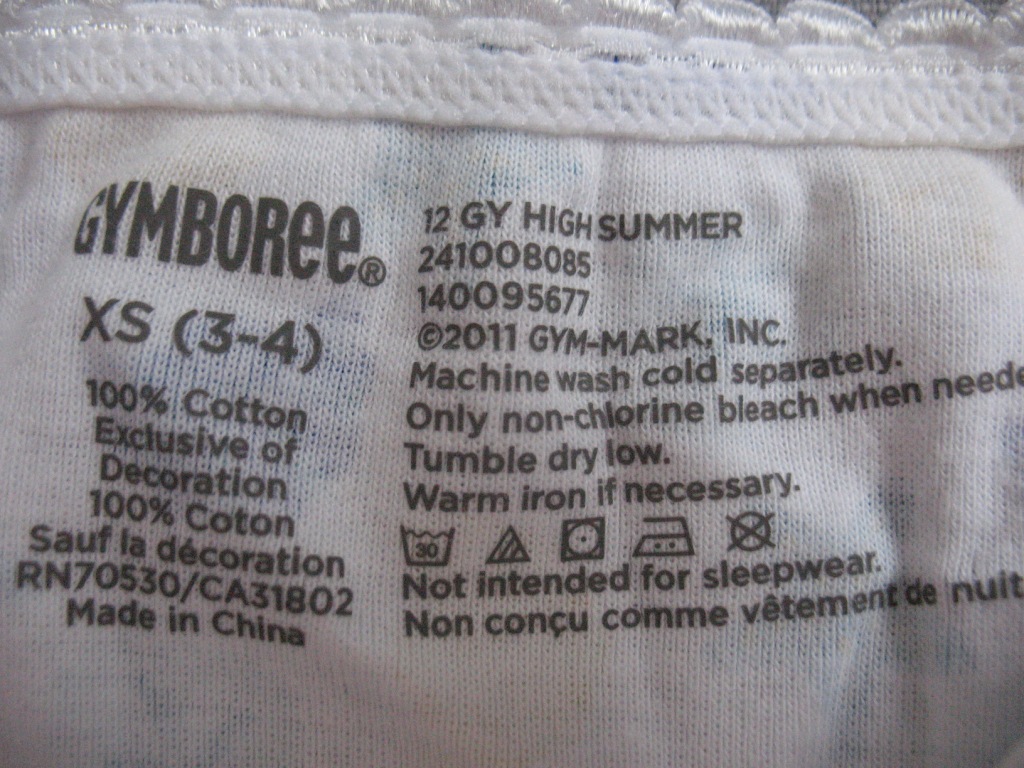 GYMBOREE®
XS (3-4)
100% Cotton
Exclusive of
Decoration
100% Coton
Sauf la décoration
RN70530/CA31802
Made in China
12 GY HIGH SUMMER
241008085
140095677
©2011 GYM-MARK, INC.
Machine wash cold separately.
Only non-chlorine bleach when neede
Tumble dry low.
Warm iron if necessary.
30
Not intended for sleepwear.
Non conçu comme vêtement de nuit